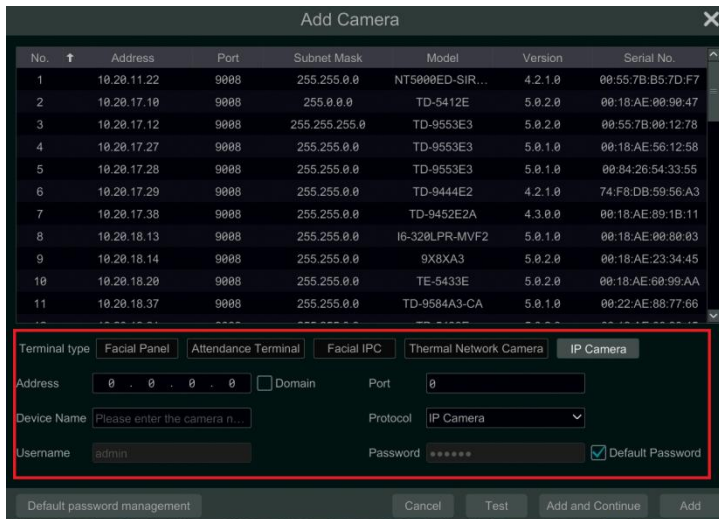 Add Camera
No. ↑ Address Port Subnet Mask Model Version Serial No.
1 10.20.11.22 9008 255.255.0.0 NT5000ED-SIR... 4.2.1.0 00:55:7B:B5:7D:F7
2 10.20.17.10 9008 255.0.0.0 TD-5412E 5.0.2.0 00:18:AE:00:90:47
3 10.20.17.12 9008 255.255.255.0 TD-9553E3 5.0.2.0 00:55:7B:00:12:78
4 10.20.17.27 9008 255.255.0.0 TD-9553E3 5.0.1.0 00:18:AE:56:12:58
5 10.20.17.28 9008 255.255.0.0 TD-9553E3 5.0.1.0 00:84:26:54:33:55
6 10.20.17.29 9008 255.255.0.0 TD-9444E2 4.2.1.0 74:F8:DB:59:56:A3
7 10.20.17.38 9008 255.255.0.0 TD-9452E2A 4.3.0.0 00:18:AE:89:1B:11
8 10.20.18.13 9008 255.255.0.0 I6-320LPR-MVF2 5.0.1.0 00:18:AE:00:80:03
9 10.20.18.14 9008 255.255.0.0 9X8XA3 5.0.2.0 00:18:AE:23:34:45
10 10.20.18.20 9008 255.255.0.0 TE-5433E 5.0.2.0 00:18:AE:60:99:AA
11 10.20.18.37 9008 255.255.0.0 TD-9584A3-CA 5.0.1.0 00:22:AE:88:77:66
Terminal type Facial Panel Attendance Terminal Facial IPC Thermal Network Camera IP Camera
Address 0 . 0 . 0 . 0 Domain Port 0
Device Name Please enter the camera n... Protocol IP Camera
Username admin Password ●●●●●● Default Password
Default password management Cancel Test Add and Continue Add